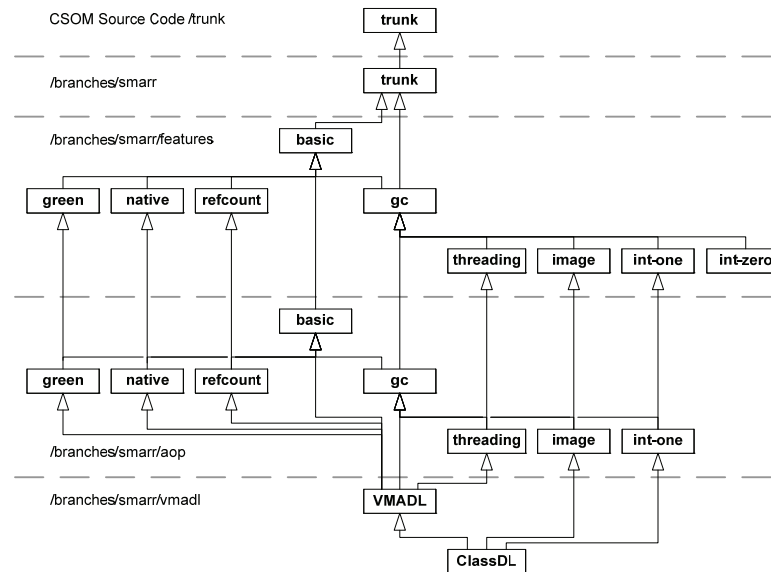 CSOM Source Code /trunk
trunk
/branches/smarr
trunk
/branches/smarr/features
basic
green
native
refcount
gc
threading
image
int-one
int-zero
basic
green
native
refcount
gc
/branches/smarr/aop
threading
image
int-one
/branches/smarr/vmadl
VMADL
ClassDL